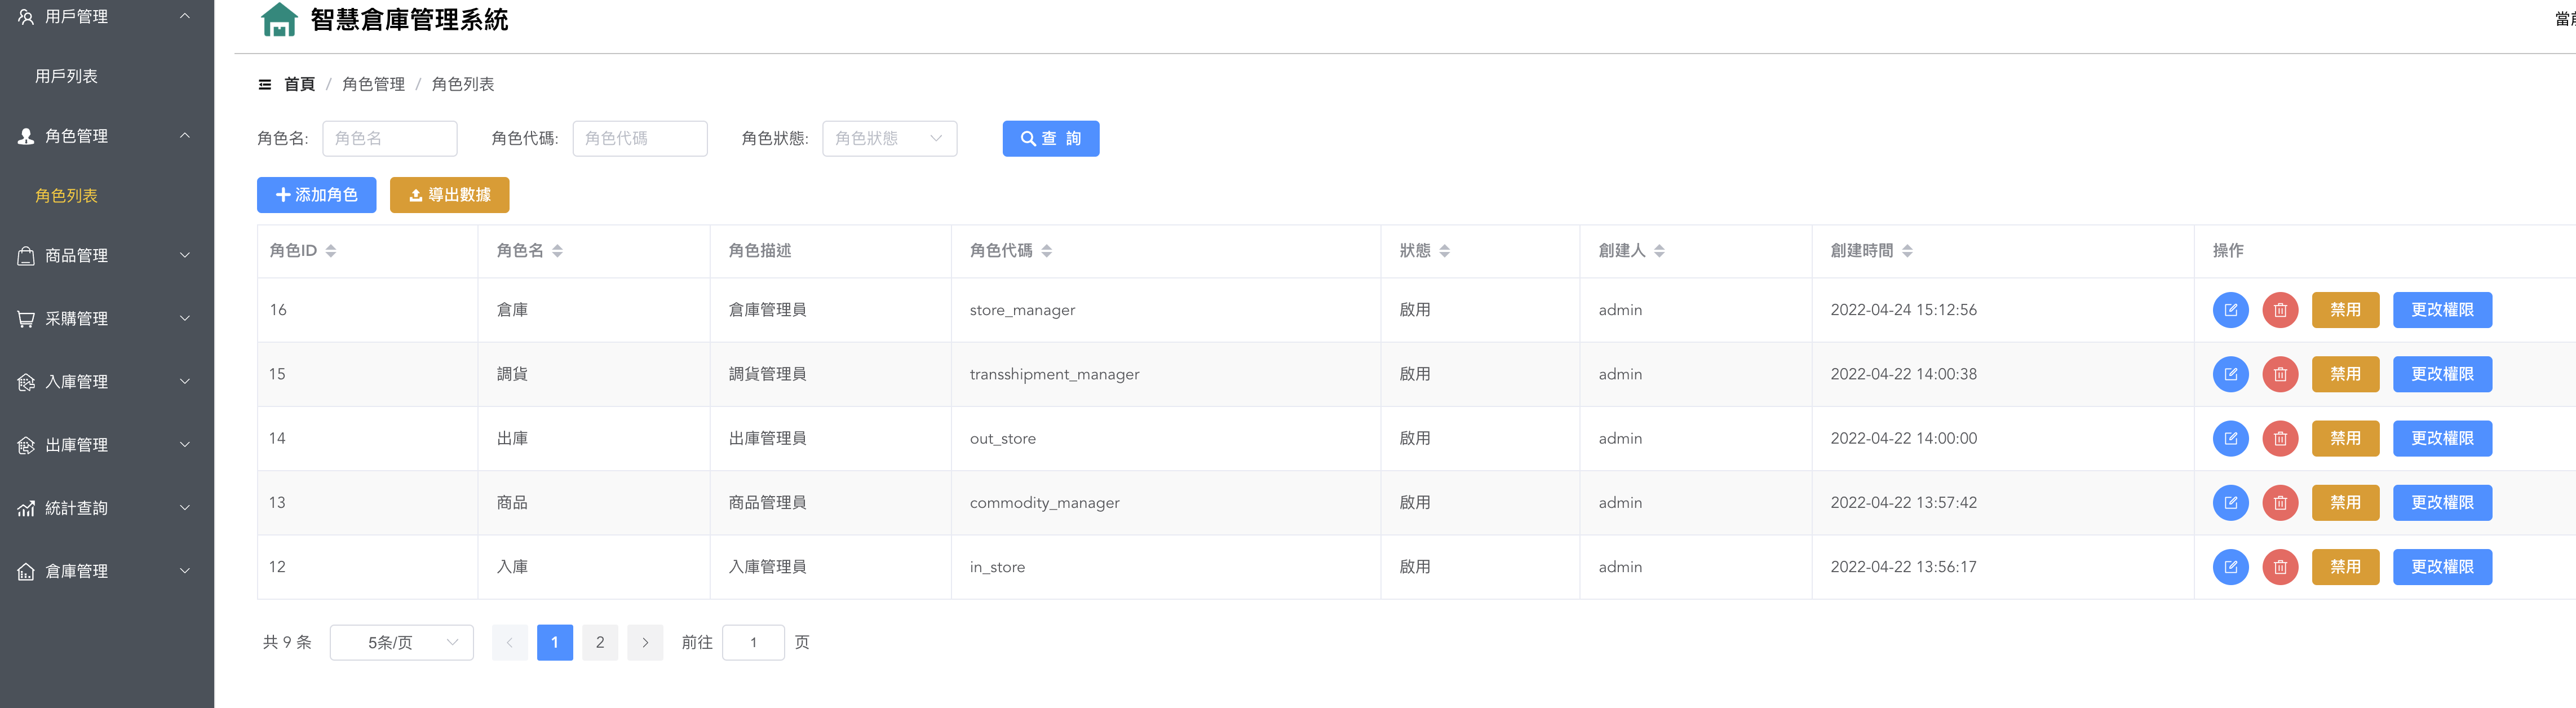 用戶管理
用戶列表
角色管理
角色列表
商品管理
采購管理
入庫管理
出庫管理
統計查詢
倉庫管理
智慧倉庫管理系統
首頁 / 角色管理 / 角色列表
角色名: 角色名 角色代碼: 角色代碼 角色狀態: 角色狀態 查 詢
添加角色 導出數據
角色ID 角色名 角色描述 角色代碼 狀態 創建人 創建時間 操作
16 倉庫 倉庫管理員 store_manager 啟用 admin 2022-04-24 15:12:56 禁用 更改權限
15 調貨 調貨管理員 transshipment_manager 啟用 admin 2022-04-22 14:00:38 禁用 更改權限
14 出庫 出庫管理員 out_store 啟用 admin 2022-04-22 14:00:00 禁用 更改權限
13 商品 商品管理員 commodity_manager 啟用 admin 2022-04-22 13:57:42 禁用 更改權限
12 入庫 入庫管理員 in_store 啟用 admin 2022-04-22 13:56:17 禁用 更改權限
共 9 条 5条/页 1 2 前往 1 页